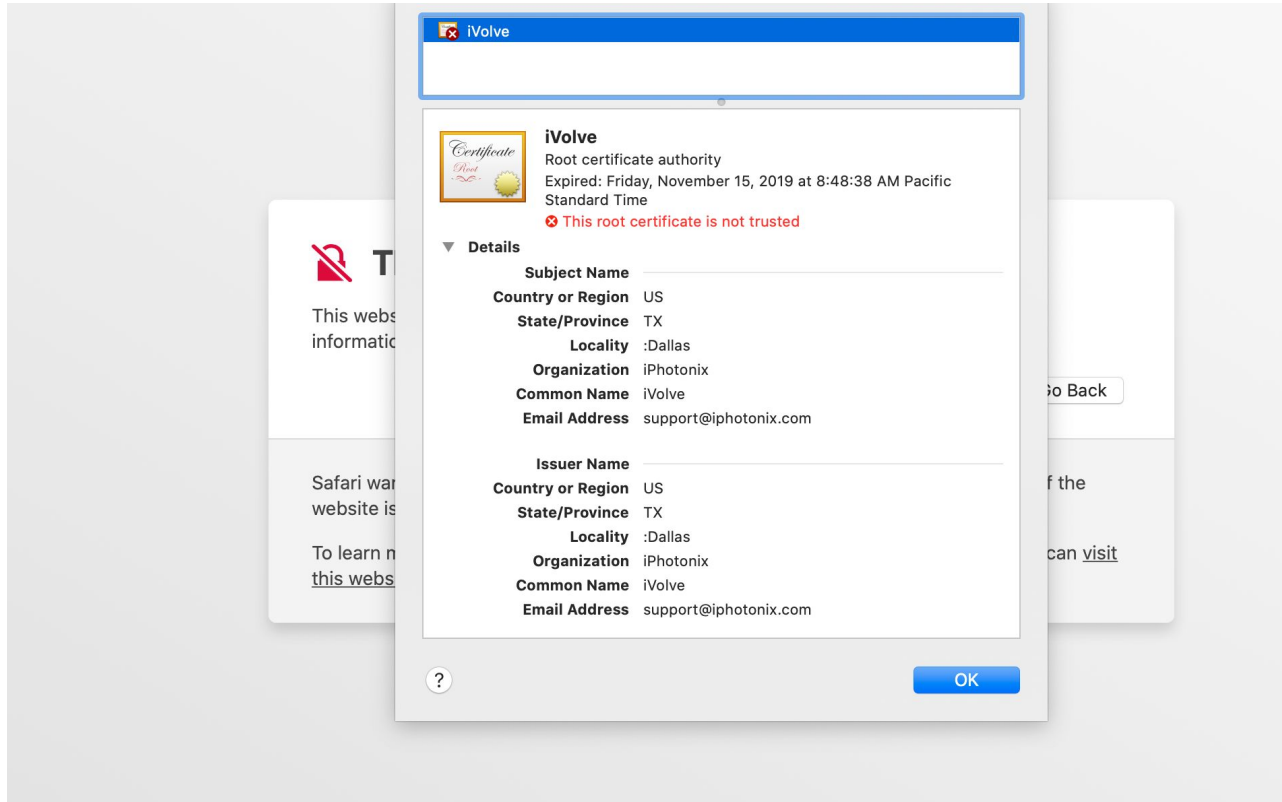 iVolve
iVolve
Certificate
Root
Root certificate authority
Expired: Friday, November 15, 2019 at 8:48:38 AM Pacific
Standard Time
This root certificate is not trusted
Details
Subject Name
Country or Region US
State/Province TX
Locality :Dallas
Organization iPhotonix
Common Name iVolve
Email Address support@iphotonix.com
Issuer Name
Country or Region US
State/Province TX
Locality :Dallas
Organization iPhotonix
Common Name iVolve
Email Address support@iphotonix.com
?
OK
This
informatio
Go Back
Safari
f the
website is
To learn
can visit
this webs